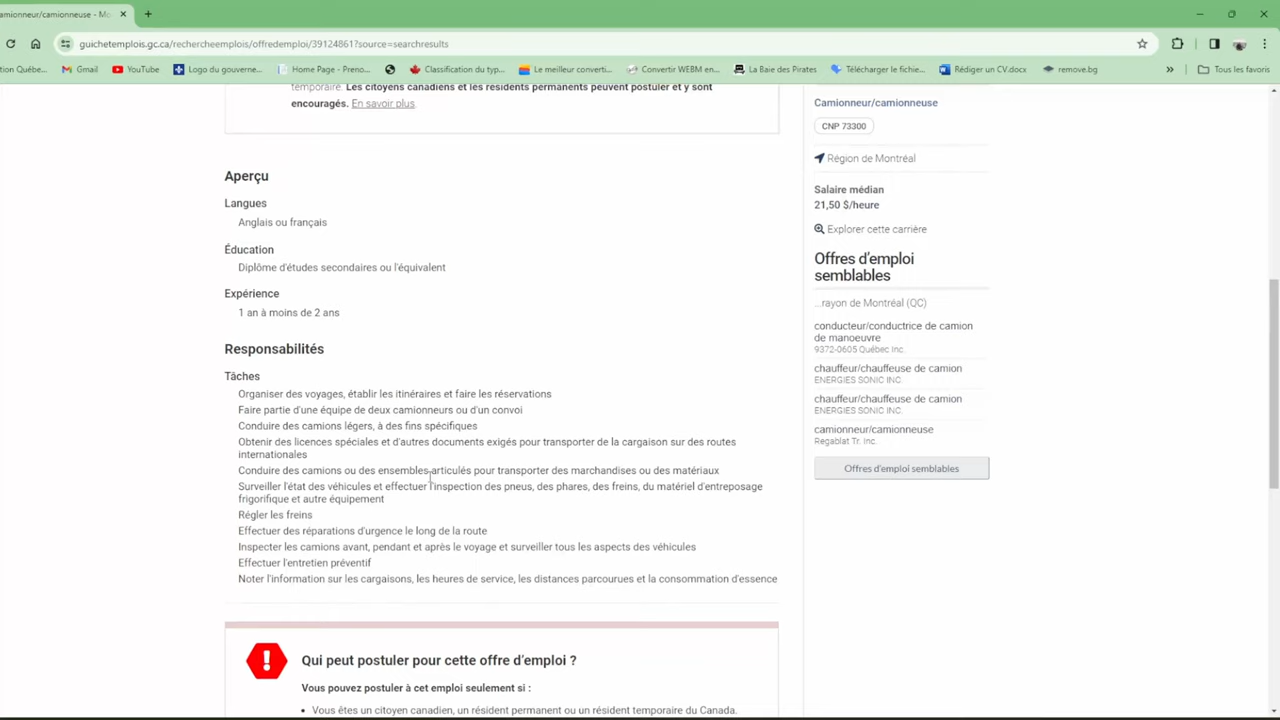 amionneur/camionneuse - Mo
guichetemplois.gc.ca/rechercheemplois/offredemploi/39124861?source=searchresults
tion Québe...
Gmail
YouTube
Logo du gouverne...
Home Page - Preno...
Classification du typ...
Le meilleur converti...
Convertir WEBM en...
La Baie des Pirates
Télécharger le fichie...
Rédiger un CV.docx
remove.bg
»
Tous les favoris
temporaire. Les citoyens canadiens et les résidents permanents peuvent postuler et y sont
encouragés. En savoir plus
Aperçu
Langues
Anglais ou français
Éducation
Diplôme d'études secondaires ou l'équivalent
Expérience
1 an à moins de 2 ans
Responsabilités
Tâches
Organiser des voyages, établir les itinéraires et faire les réservations
Faire partie d'une équipe de deux camionneurs ou d'un convoi
Conduire des camions légers, à des fins spécifiques
Obtenir des licences spéciales et d'autres documents exigés pour transporter de la cargaison sur des routes
internationales
Conduire des camions ou des ensembles articulés pour transporter des marchandises ou des matériaux
Surveiller l'état des véhicules et effectuer l'inspection des pneus, des phares, des freins, du matériel d'entreposage
frigorifique et autre équipement
Régler les freins
Effectuer des réparations d'urgence le long de la route
Inspecter les camions avant, pendant et après le voyage et surveiller tous les aspects des véhicules
Effectuer l'entretien préventif
Noter l'information sur les cargaisons, les heures de service, les distances parcourues et la consommation d'essence
Qui peut postuler pour cette offre d'emploi ?
Vous pouvez postuler à cet emploi seulement si :
• Vous êtes un citoyen canadien, un résident permanent ou un résident temporaire du Canada.
Camionneur/camionneuse
CNP 73300
Région de Montréal
Salaire médian
21,50 $/heure
Explorer cette carrière
Offres d'emploi
semblables
...rayon de Montréal (QC)
conducteur/conductrice de camion
de manoeuvre
9372-0605 Québec Inc.
chauffeur/chauffeuse de camion
ENERGIES SONIC INC.
chauffeur/chauffeuse de camion
ENERGIES SONIC INC.
camionneur/camionneuse
Regablat Tr. Inc.
Offres d'emploi semblables